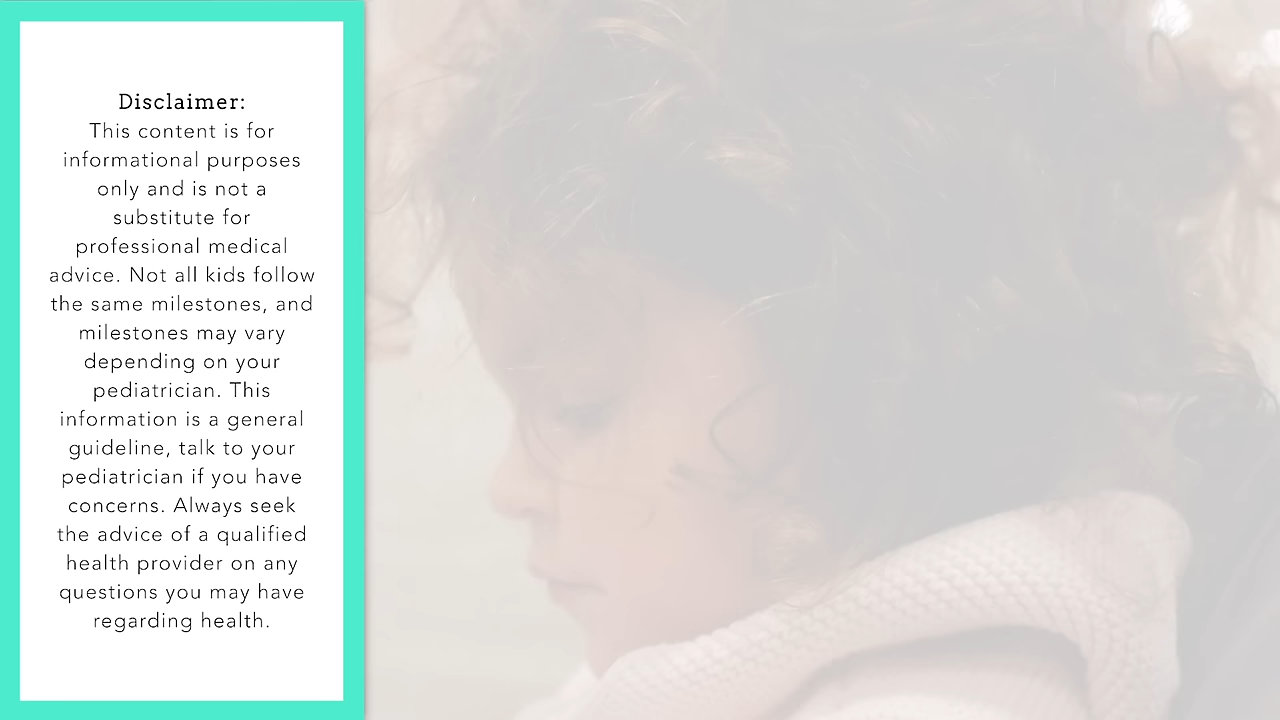 Disclaimer:
This content is for
informational purposes
only and is not a
substitute for
professional medical
advice. Not all kids follow
the same milestones, and
milestones may vary
depending on your
pediatrician. This
information is a general
guideline, talk to your
pediatrician if you have
concerns. Always seek
the advice of a qualified
health provider on any
questions you may have
regarding health.